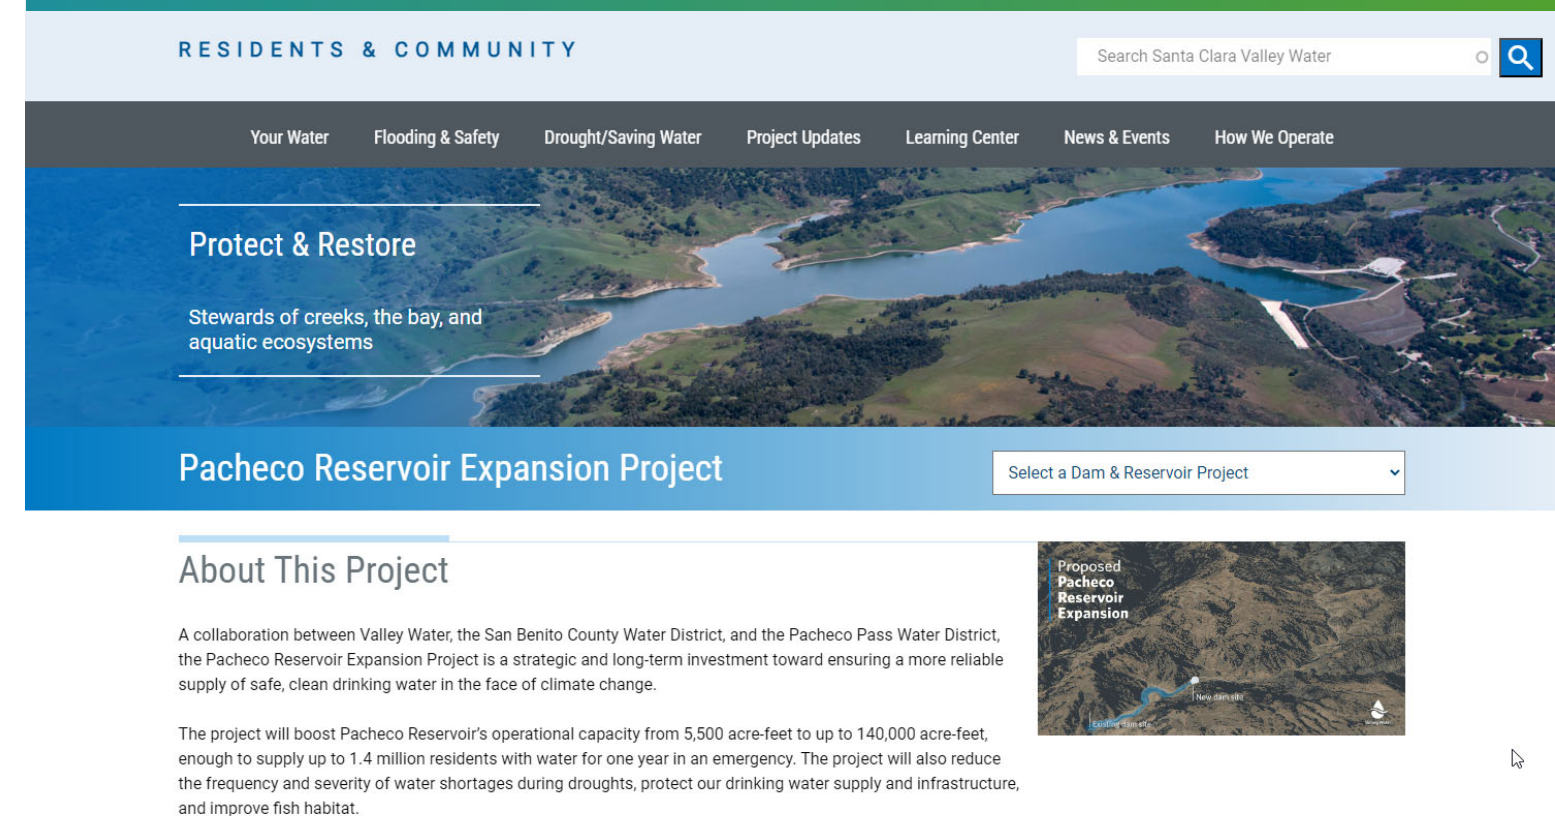 RESIDENTS & COMMUNITY
Search Santa Clara Valley Water
Your Water Flooding & Safety Drought/Saving Water Project Updates Learning Center News & Events How We Operate
Protect & Restore
Stewards of creeks, the bay, and
aquatic ecosystems
Pacheco Reservoir Expansion Project
Select a Dam & Reservoir Project
About This Project
A collaboration between Valley Water, the San Benito County Water District, and the Pacheco Pass Water District,
the Pacheco Reservoir Expansion Project is a strategic and long-term investment toward ensuring a more reliable
supply of safe, clean drinking water in the face of climate change.
The project will boost Pacheco Reservoir's operational capacity from 5,500 acre-feet to up to 140,000 acre-feet,
enough to supply up to 1.4 million residents with water for one year in an emergency. The project will also reduce
the frequency and severity of water shortages during droughts, protect our drinking water supply and infrastructure,
and improve fish habitat.
Proposed
Pacheco
Reservoir
Expansion
New dam site
Existing dam site
Valley Water